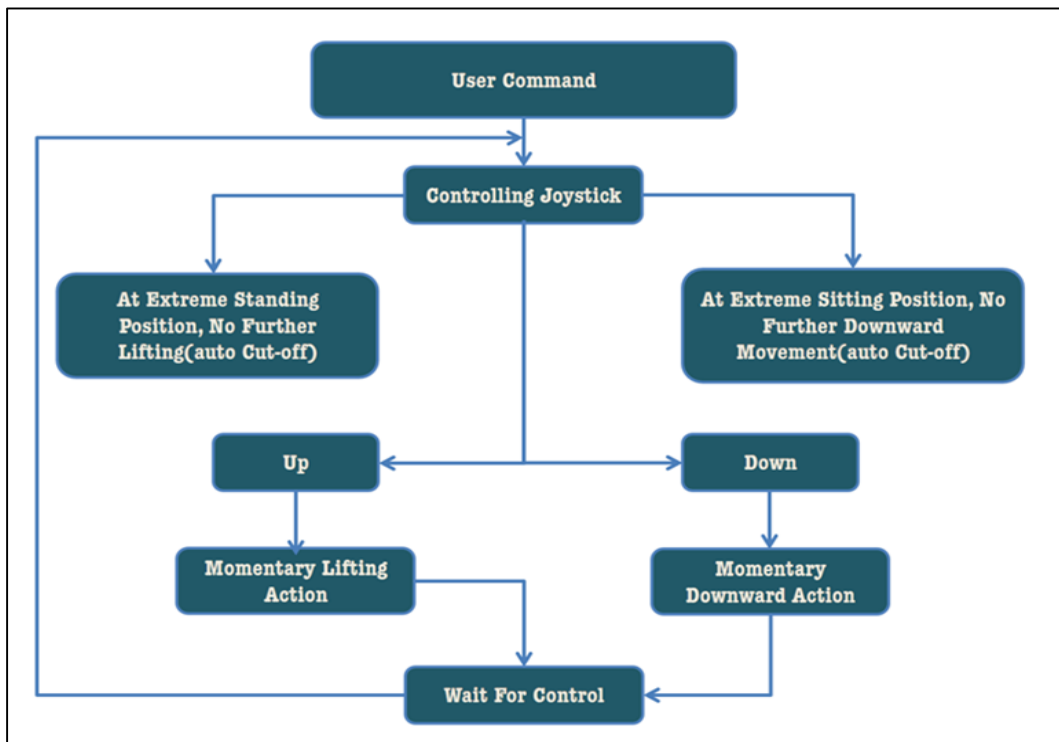 User Command
Controlling Joystick
At Extreme Standing
Position, No Further
Lifting(auto Cut-off)
At Extreme Sitting Position, No
Further Downward
Movement(auto Cut-off)
Up
Down
Momentary Lifting
Action
Momentary
Downward Action
Wait For Control